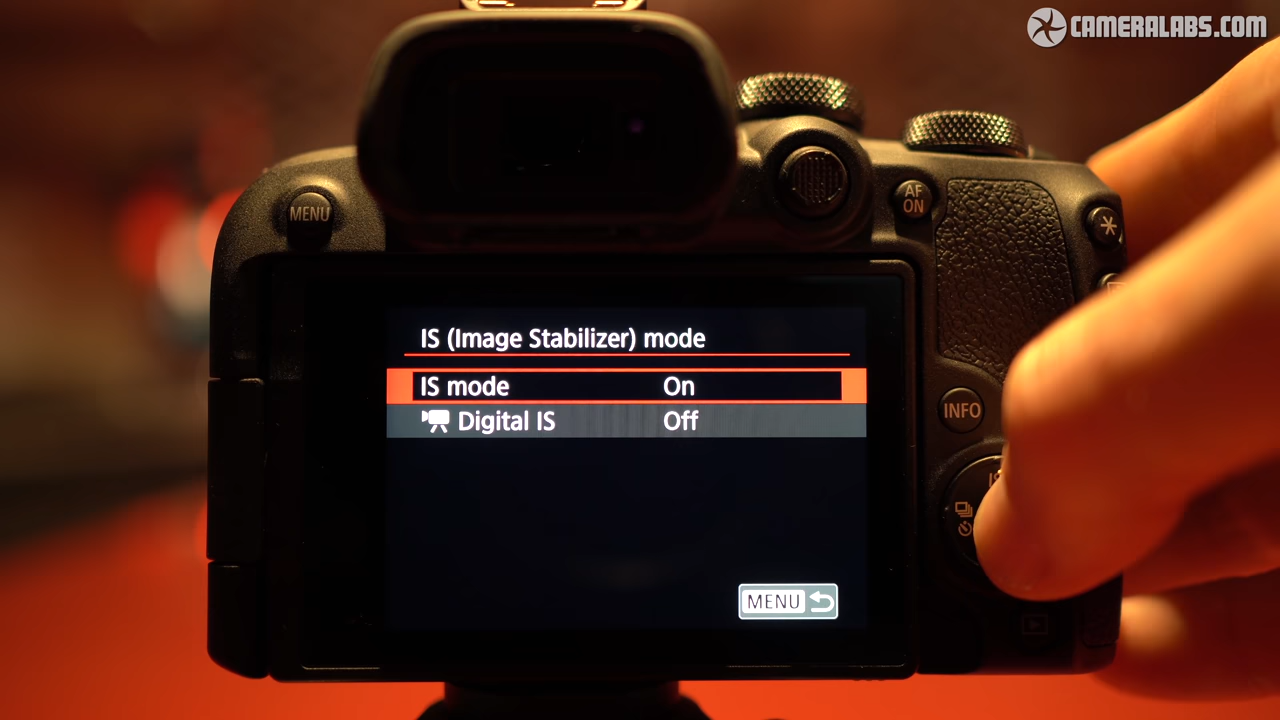 CAMERALABS.COM
MENU
AF
ON
IS (Image Stabilizer) mode
IS mode On
Digital IS Off
INFO
MENU